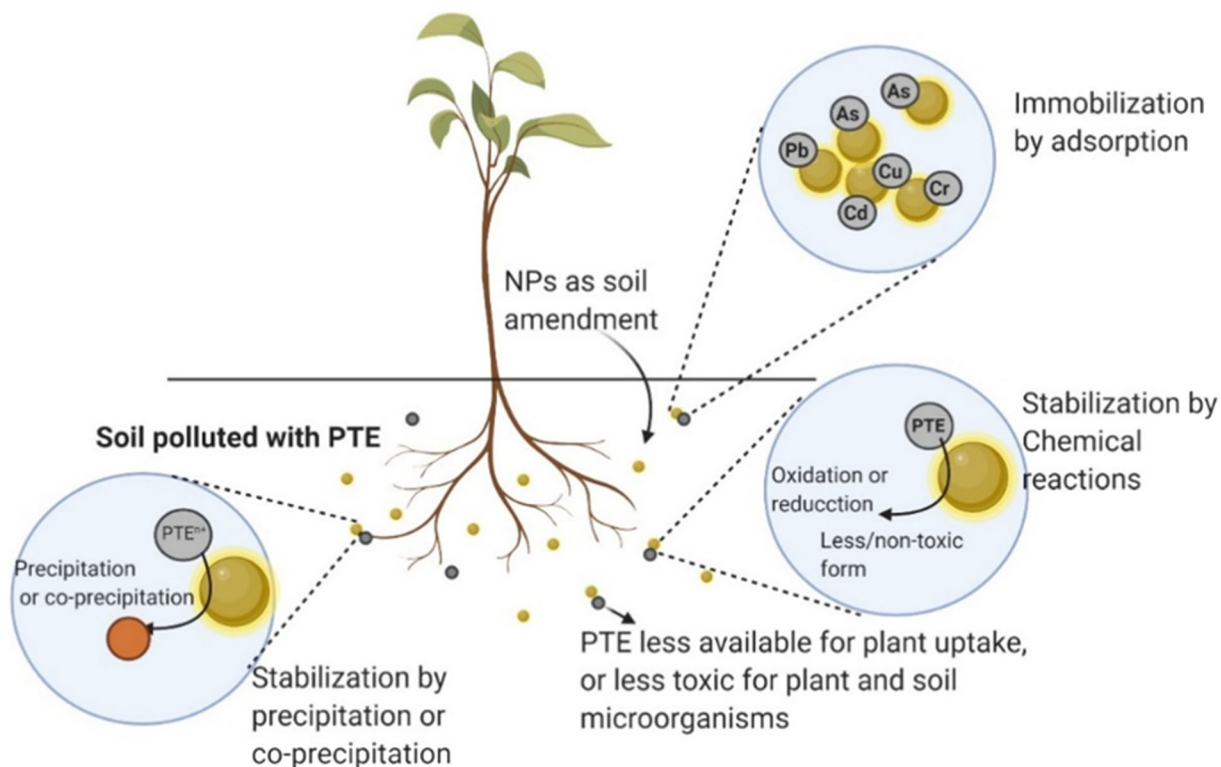 As
As
Pb
Cu
Cr
Cd
Immobilization
by adsorption
NPs as soil
amendment
Soil polluted with PTE
PTEⁿ⁺
Precipitation
or co-precipitation
Stabilization by
precipitation or
co-precipitation
PTE
Oxidation or
reducction
Less/non-toxic
form
Stabilization by
Chemical
reactions
PTE less available for plant uptake,
or less toxic for plant and soil
microorganisms